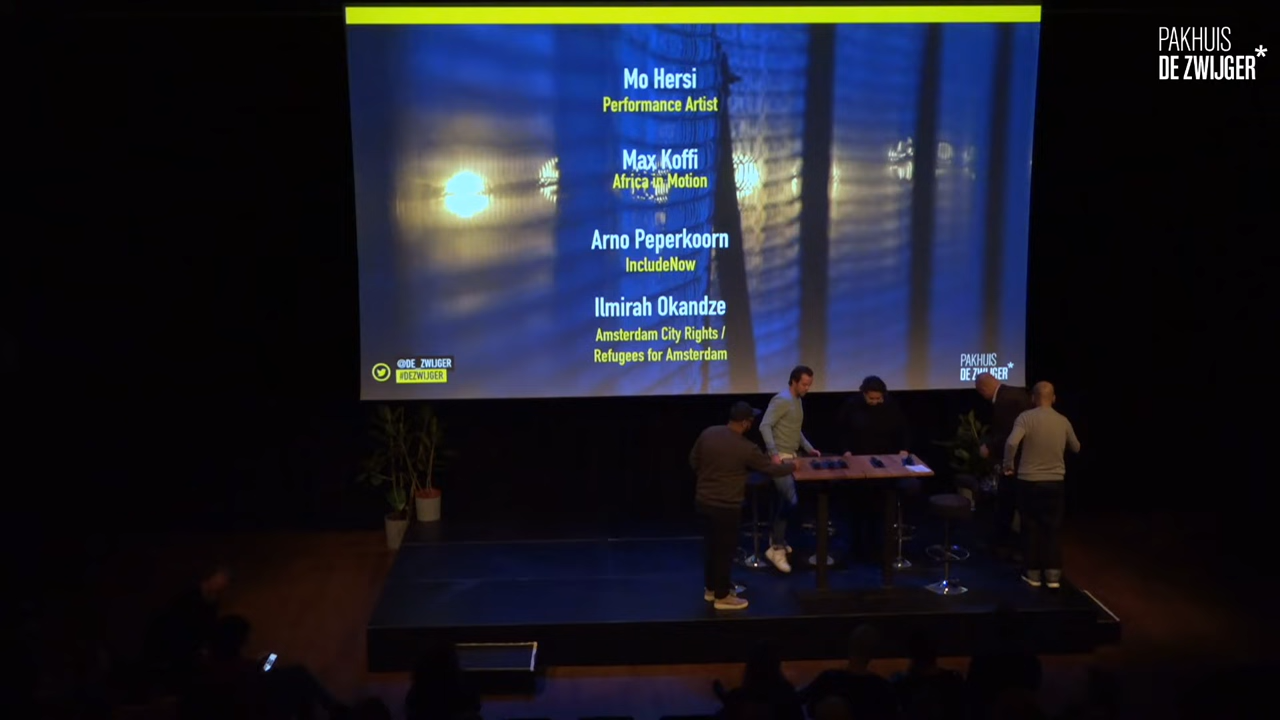 PAKHUIS
DE ZWIJGER*
Mo Hersi
Performance Artist
Max Koffi
Africa in Motion
Arno Peperkoorn
IncludeNow
Ilmirah Okandze
Amsterdam City Rights /
Refugees for Amsterdam
@DE_ZWIJGER
#DEZWIJGER
PAKHUIS
DE ZWIJGER*